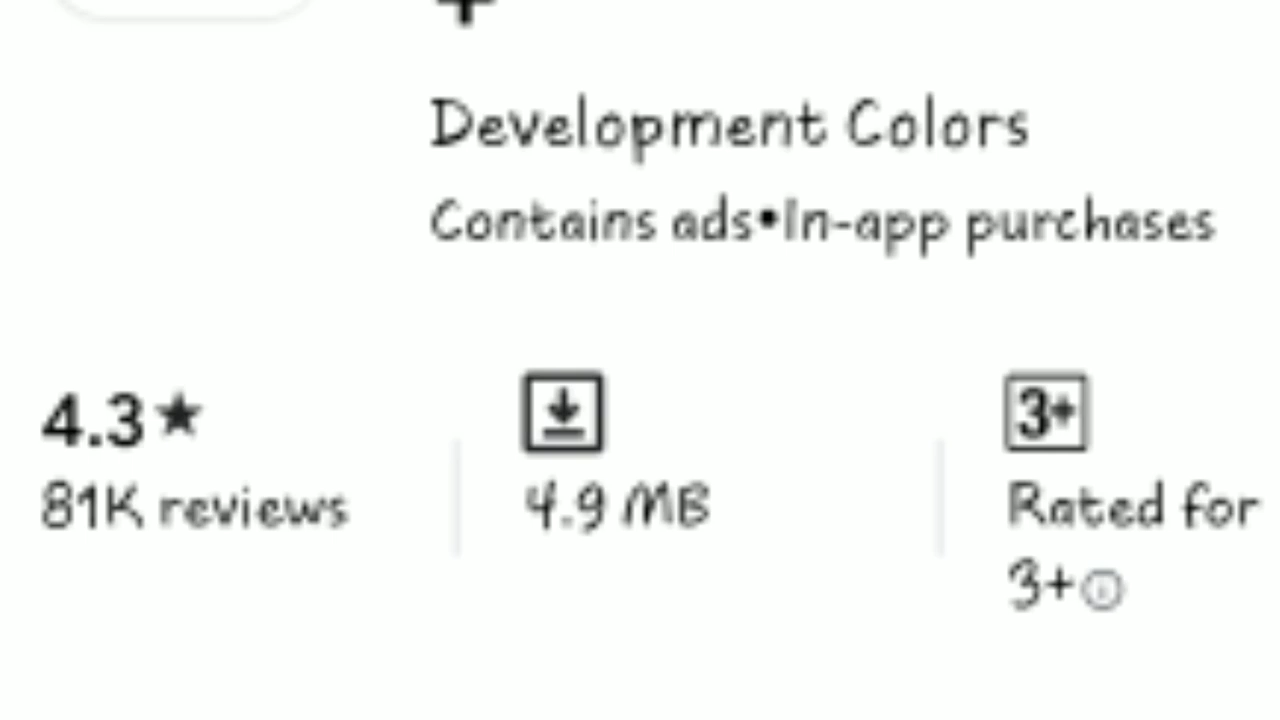 Development Colors
Contains ads•In-app purchases
4.3★
81K reviews
4.9 MB
3+
Rated for
3+